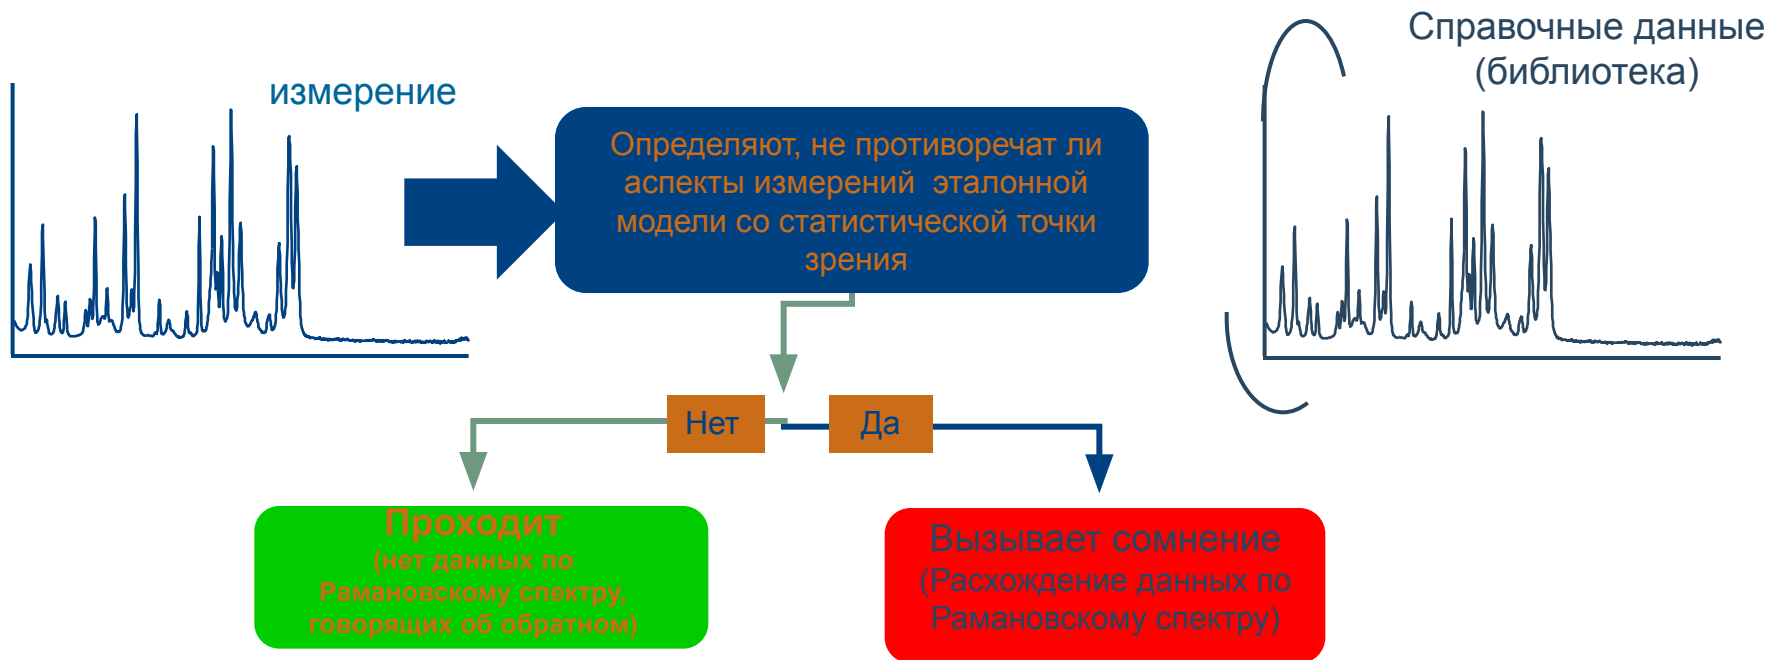 измерение
Справочные данные
(библиотека)
Определяют, не противоречат ли
аспекты измерений эталонной
модели со статистической точки
зрения
Нет
Да
Проходит
(нет данных по
Рамановскому спектру,
говорящих об обратном)
Вызывает сомнение
(Расхождение данных по
Рамановскому спектру)